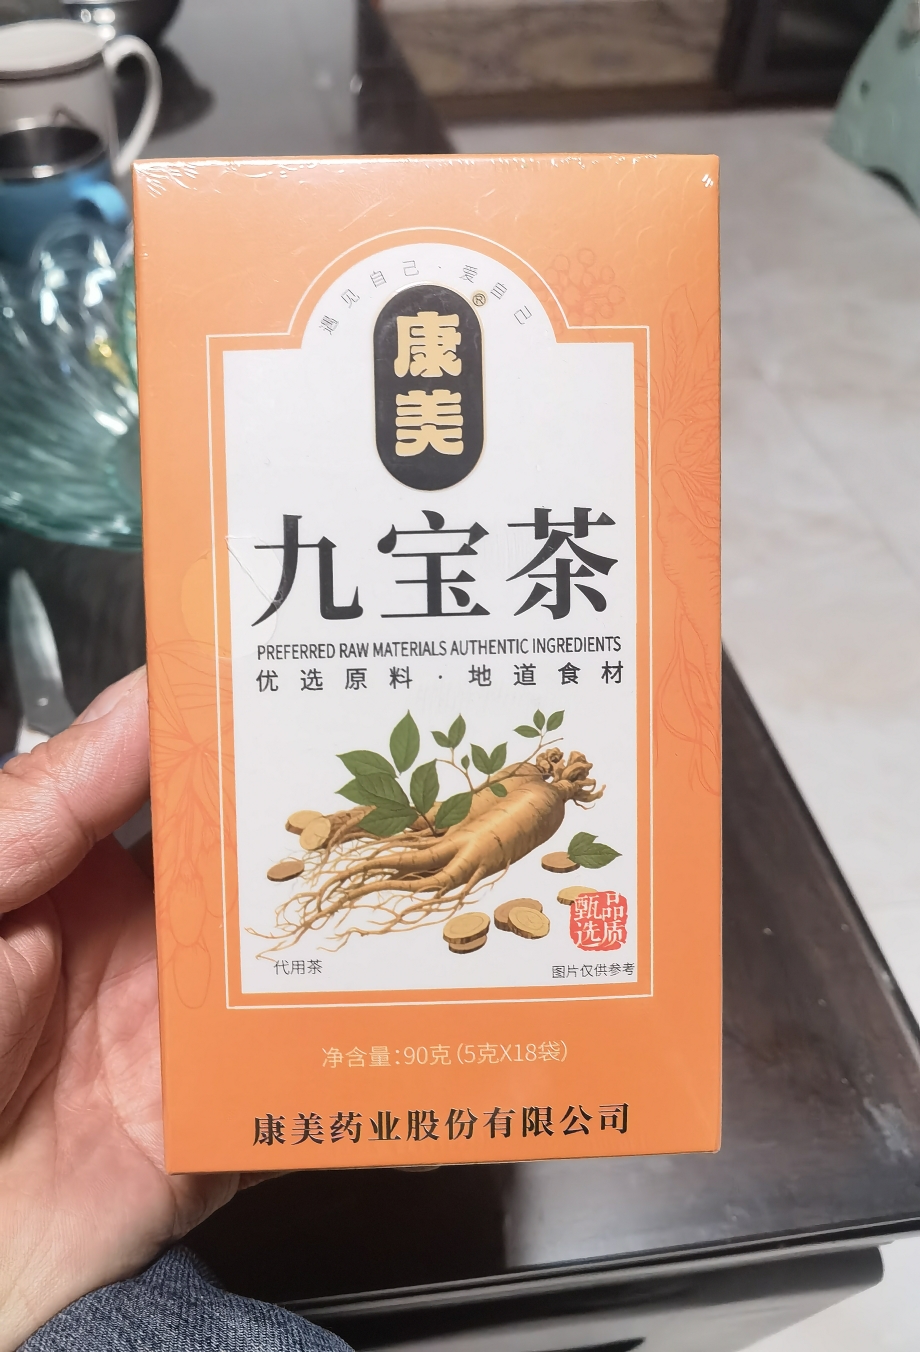 遇见自己·爱自己
康美®
九宝茶
PREFERRED RAW MATERIALS AUTHENTIC INGREDIENTS
优选原料·地道食材
甄选品质
代用茶
图片仅供参考
净含量:90克(5克X18袋)
康美药业股份有限公司